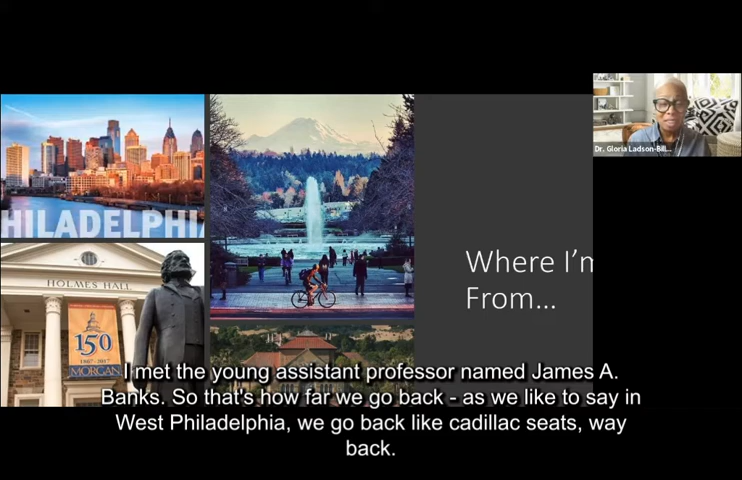 HILADELPHI
HOLMES HALL
150
1867-2017
MORGAN
Where I'm
From...
Dr. Gloria Ladson-Bill...
I met the young assistant professor named James A.
Banks. So that's how far we go back - as we like to say in
West Philadelphia, we go back like cadillac seats, way
back.